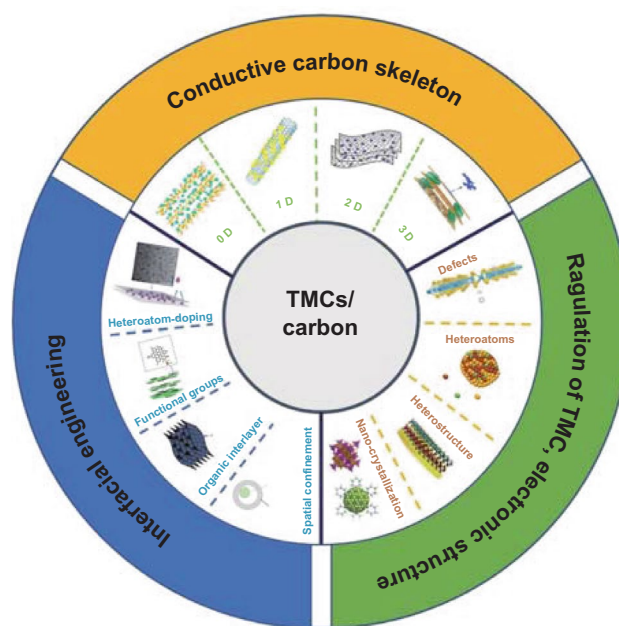 Conductive carbon skeleton
0 D
1 D
2 D
3 D
TMCs/
carbon
Defects
Heteroatoms
Heterostructure
Nano-crystallization
Ragulation of TMC, electronic structure
Heteroatom-doping
Functional groups
Organic interlayer
Spatial confinement
Interfacial engineering